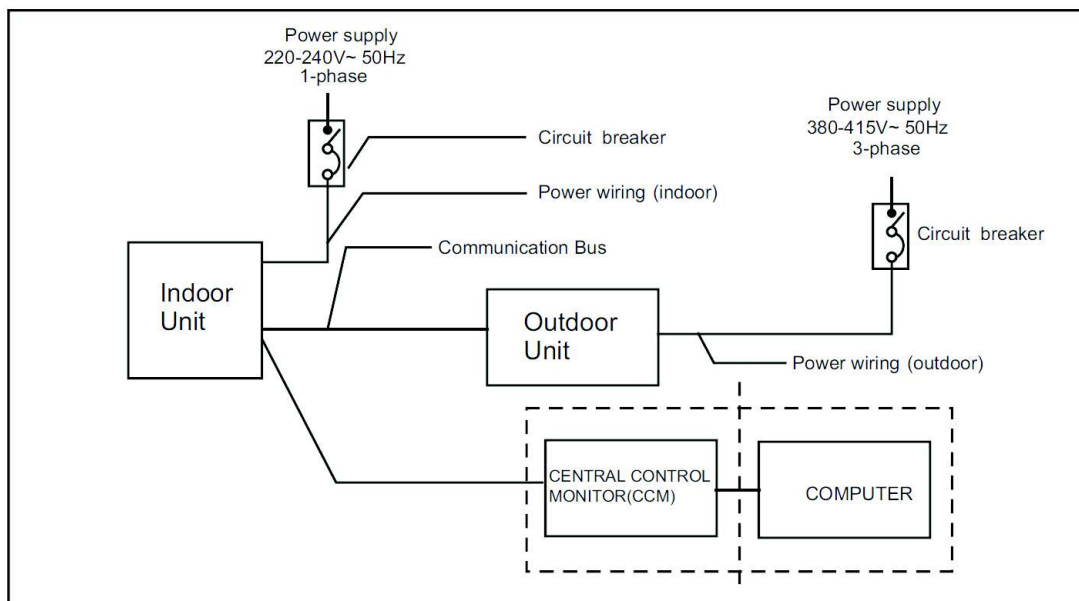 Power supply
220-240V~ 50Hz
1-phase
Power supply
380-415V~ 50Hz
3-phase
Circuit breaker
Power wiring (indoor)
Circuit breaker
Communication Bus
Indoor
Unit
Outdoor
Unit
Power wiring (outdoor)
CENTRAL CONTROL
MONITOR(CCM)
COMPUTER